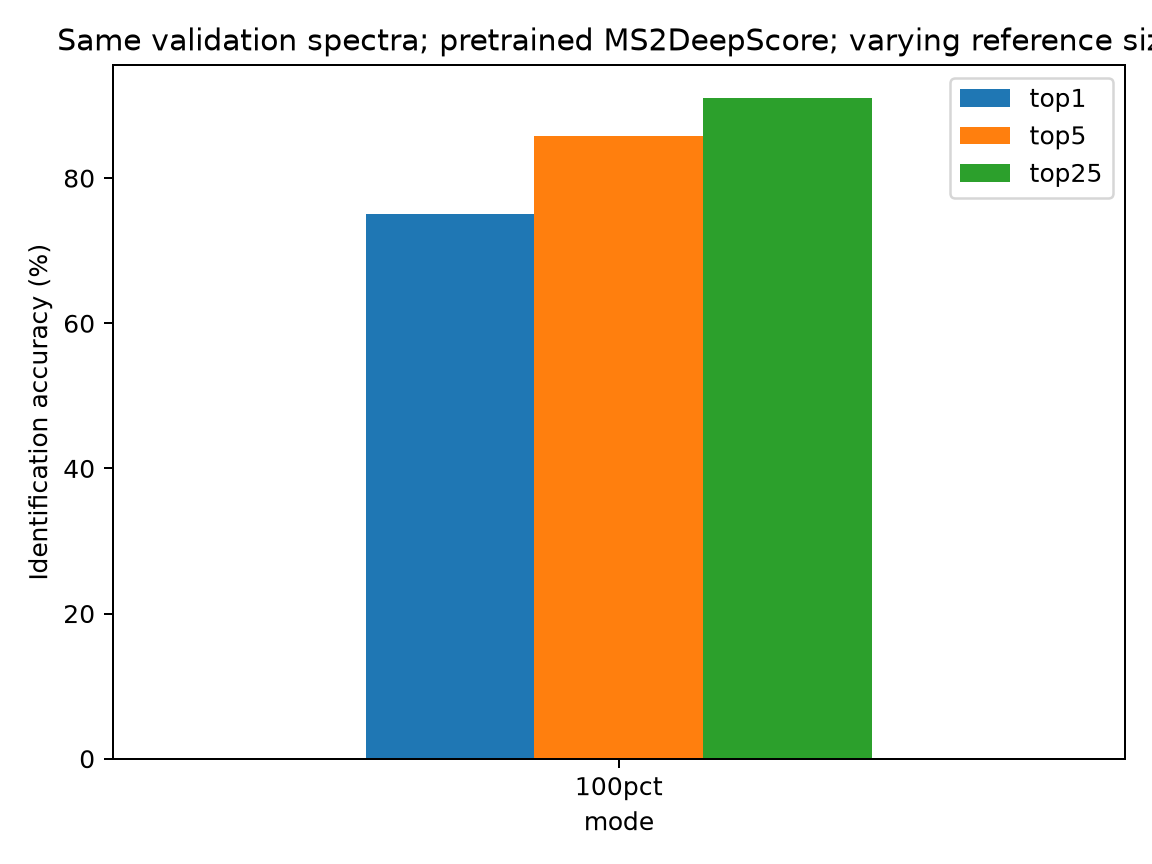 Same validation spectra; pretrained MS2DeepScore; varying reference
top1
top5
top25
Identification accuracy (%)
80
60
40
20
0
100pct
mode